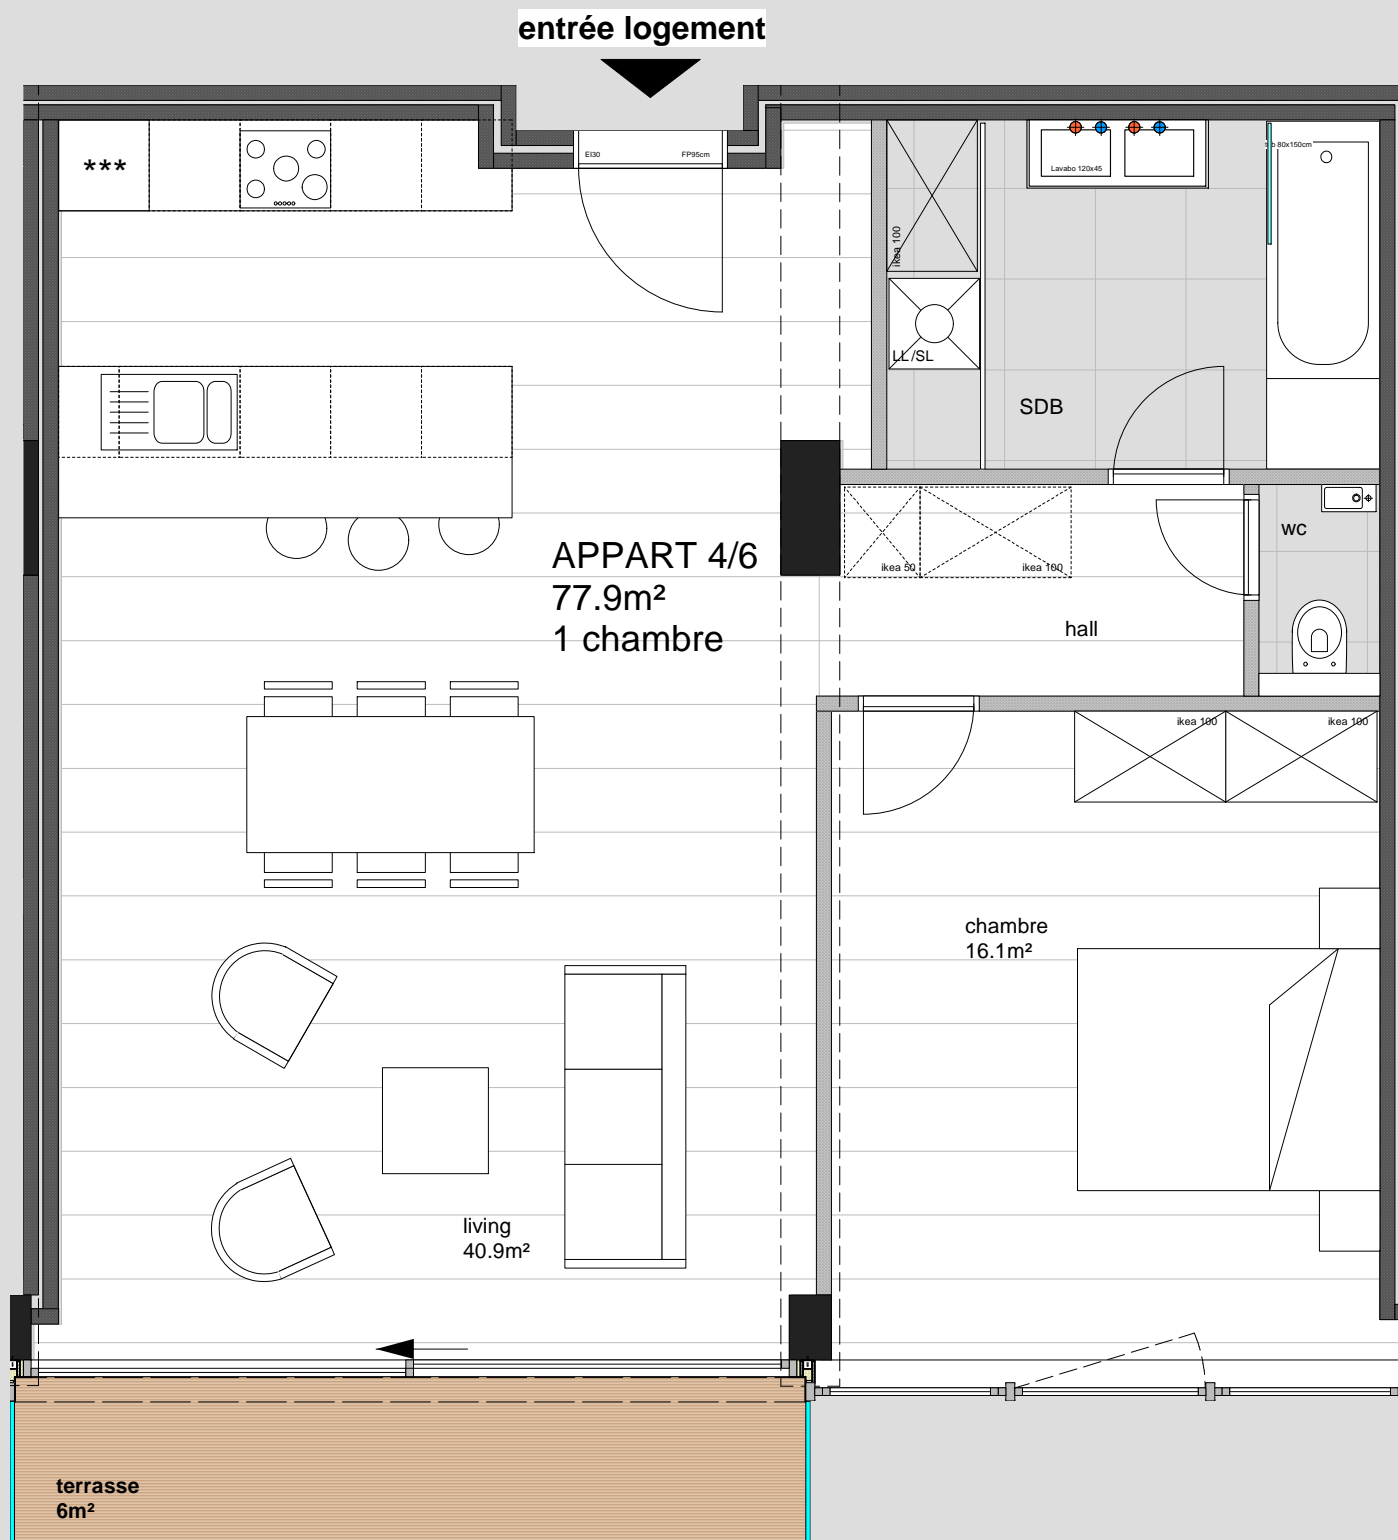 entrée logement
EI30
FP95cm
***
Lavabo 120x45
80x150cm
ikea 100
LL/SL
SDB
wc
ikea 50
ikea 100
APPART 4/6
77.9m²
1 chambre
hall
ikea 100
ikea 100
chambre
16.1m²
living
40.9m²
terrasse
6m²